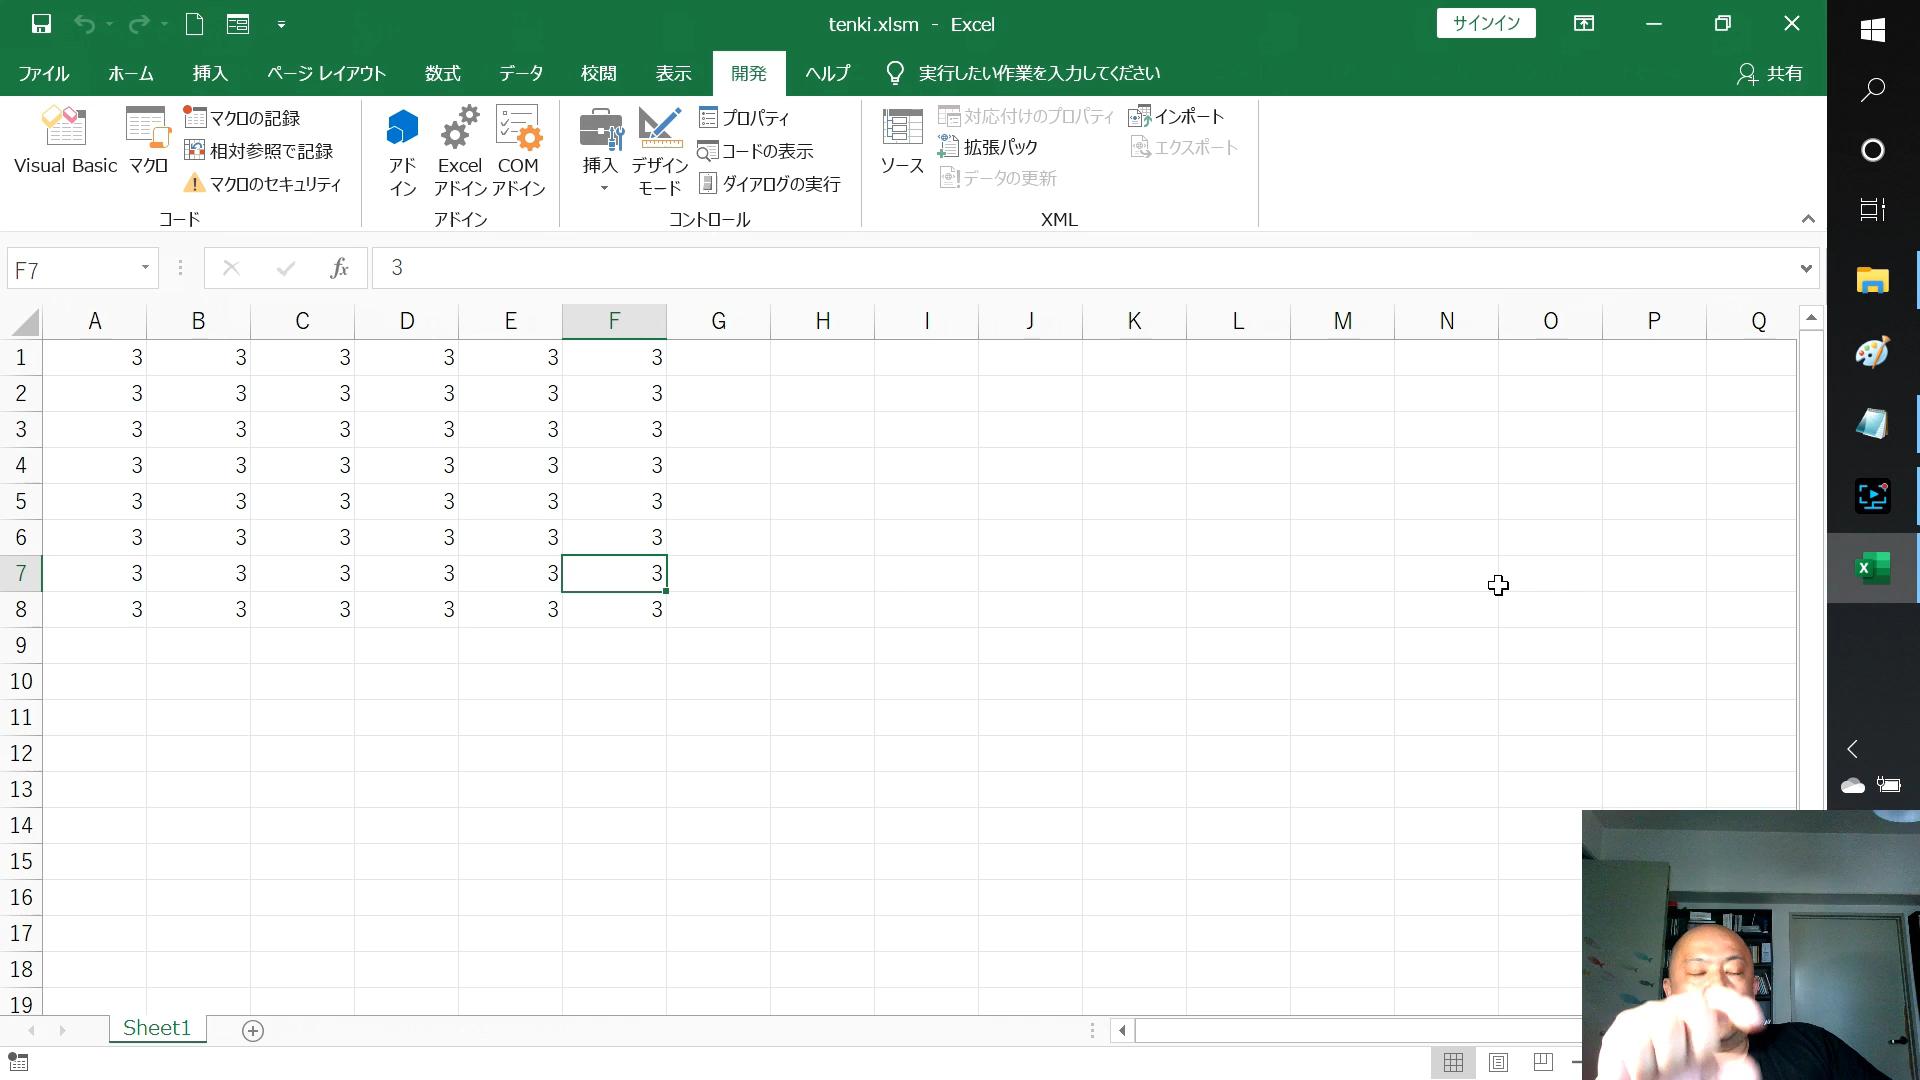 tenki.xlsm - Excel
サインイン
ファイル ホーム 挿入 ページ レイアウト 数式 データ 校閲 表示 開発 ヘルプ 実行したい作業を入力してください 共有
Visual Basic
マクロ
マクロの記録
相対参照で記録
マクロのセキュリティ
コード
アド
イン
Excel
アドイン
COM
アドイン
アドイン
挿入
デザイン
モード
プロパティ
コードの表示
ダイアログの実行
コントロール
ソース
対応付けのプロパティ
拡張パック
データの更新
インポート
エクスポート
XML
F7
fx
3
A B C D E F G H I J K L M N O P Q
1 3 3 3 3 3 3
2 3 3 3 3 3 3
3 3 3 3 3 3 3
4 3 3 3 3 3 3
5 3 3 3 3 3 3
6 3 3 3 3 3 3
7 3 3 3 3 3 3
8 3 3 3 3 3 3
9
10
11
12
13
14
15
16
17
18
19
Sheet1